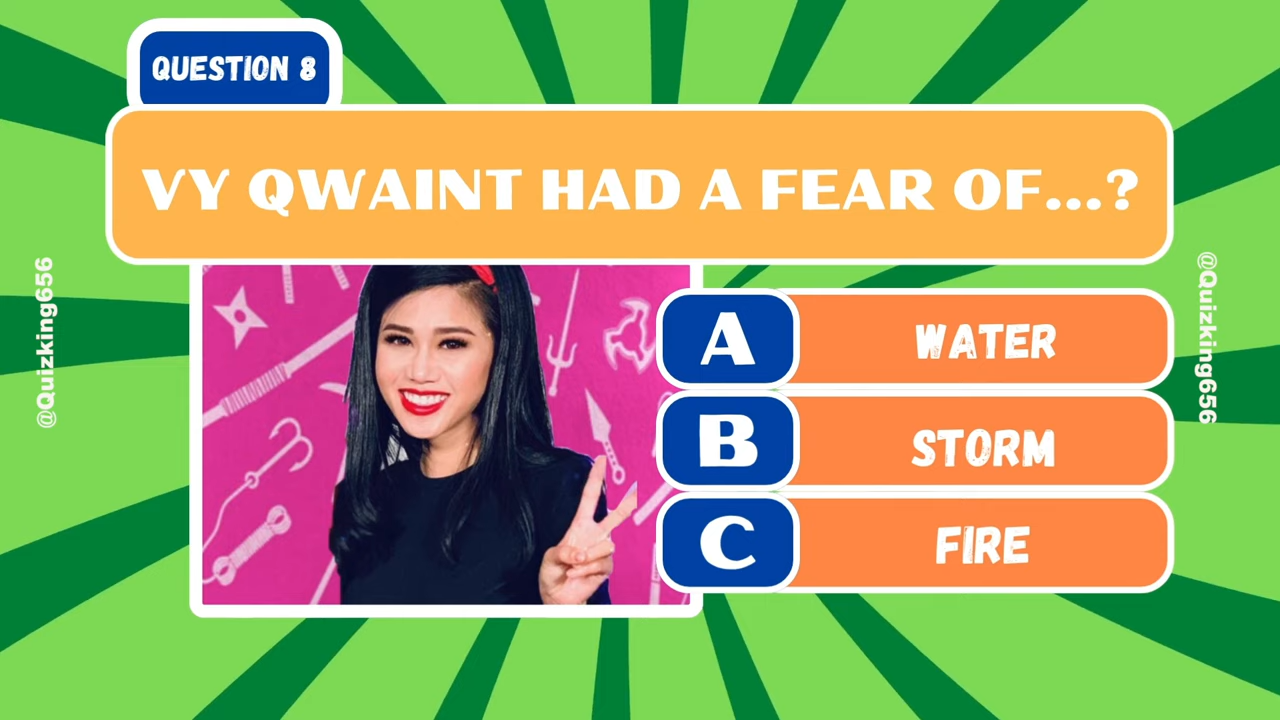 QUESTION 8
VY QWAINT HAD A FEAR OF...?
@Quizking656
@Quizking656
A WATER
B STORM
C FIRE